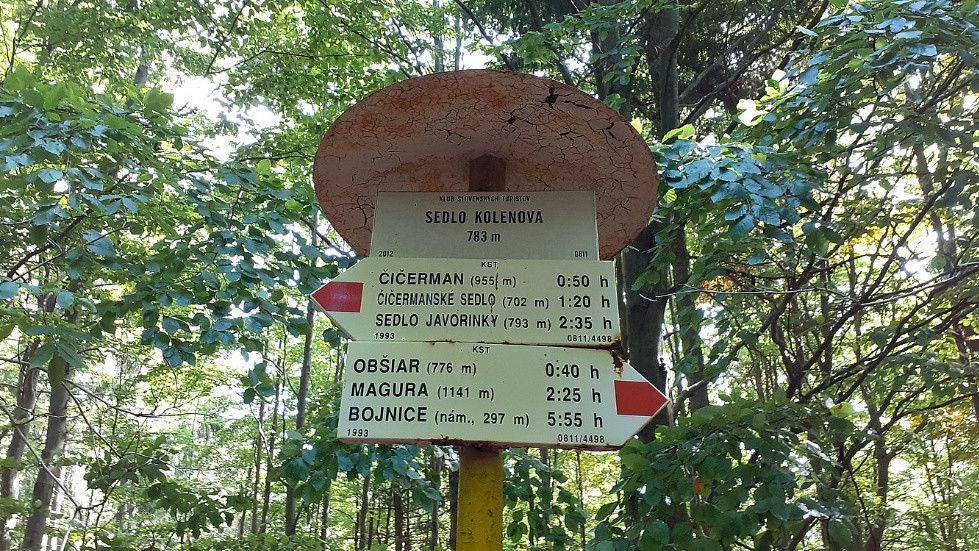 KLUB SLOVENSKÝCH TURISTOV
SEDLO KOLENOVÁ
783 m
2012 0611
KST
ČIČERMAN (955 m) 0:50 h
ČIČERMANSKÉ SEDLO (702 m) 1:20 h
SEDLO JAVORINKY (793 m) 2:35 h
1993 0811/4498
KST
OBŠIAR (776 m) 0:40 h
MAGURA (1141 m) 2:25 h
BOJNICE (nám., 297 m) 5:55 h
1993 0811/4498